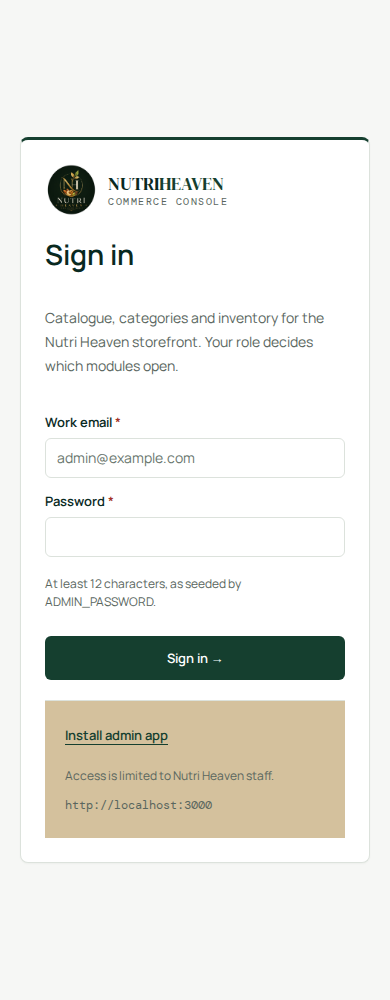 NH
NUTRI
NUTRIHEAVEN
COMMERCE CONSOLE
Sign in
Catalogue, categories and inventory for the
Nutri Heaven storefront. Your role decides
which modules open.
Work email *
admin@example.com
Password *
At least 12 characters, as seeded by
ADMIN_PASSWORD.
Sign in →
Install admin app
Access is limited to Nutri Heaven staff.
http://localhost:3000